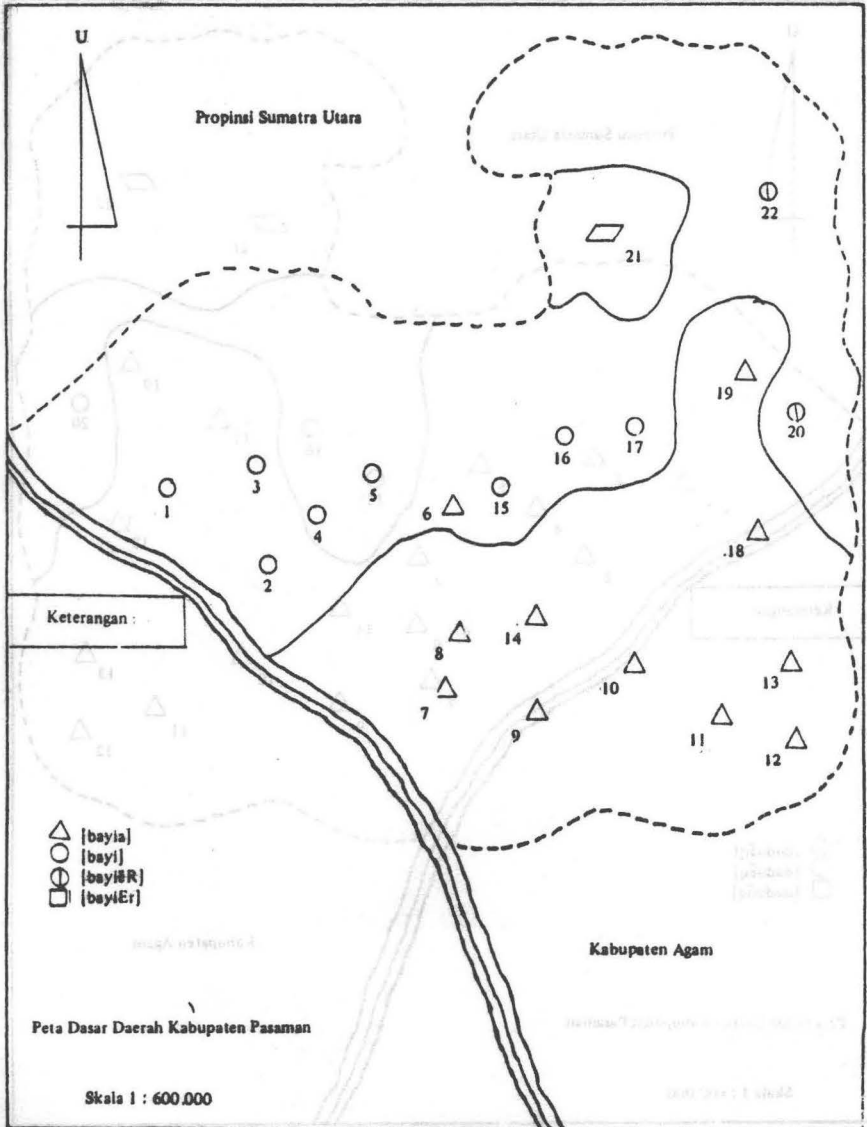 U
Propinsi Sumatra Utara
22
21
19
20
16
17
3
5
1
6
15
4
18
2
Keterangan :
8
14
10
13
7
9
11
12
[bayia]
[bayi]
[bayiER]
[bayiEr]
Kabupaten Agam
Peta Dasar Daerah Kabupaten Pasaman
Skala 1 : 600.000